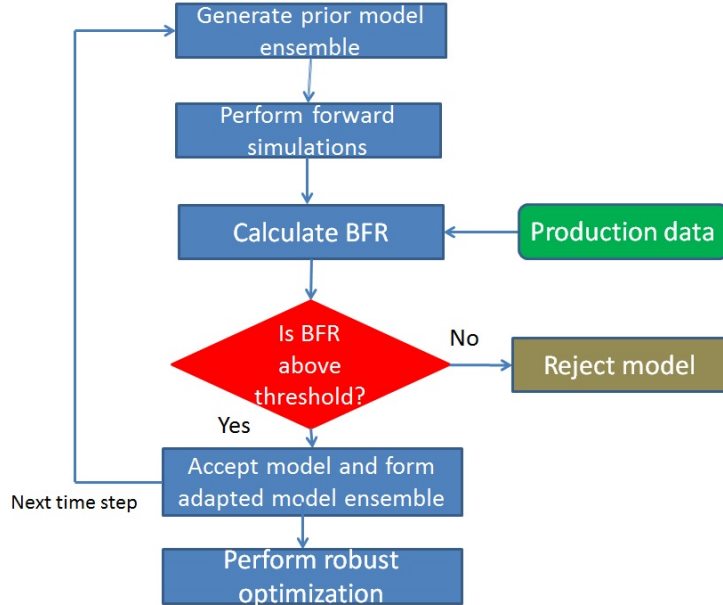 Generate prior model
ensemble
Perform forward
simulations
Calculate BFR
Production data
Is BFR
above
threshold?
No
Reject model
Yes
Accept model and form
adapted model ensemble
Next time step
Perform robust
optimization